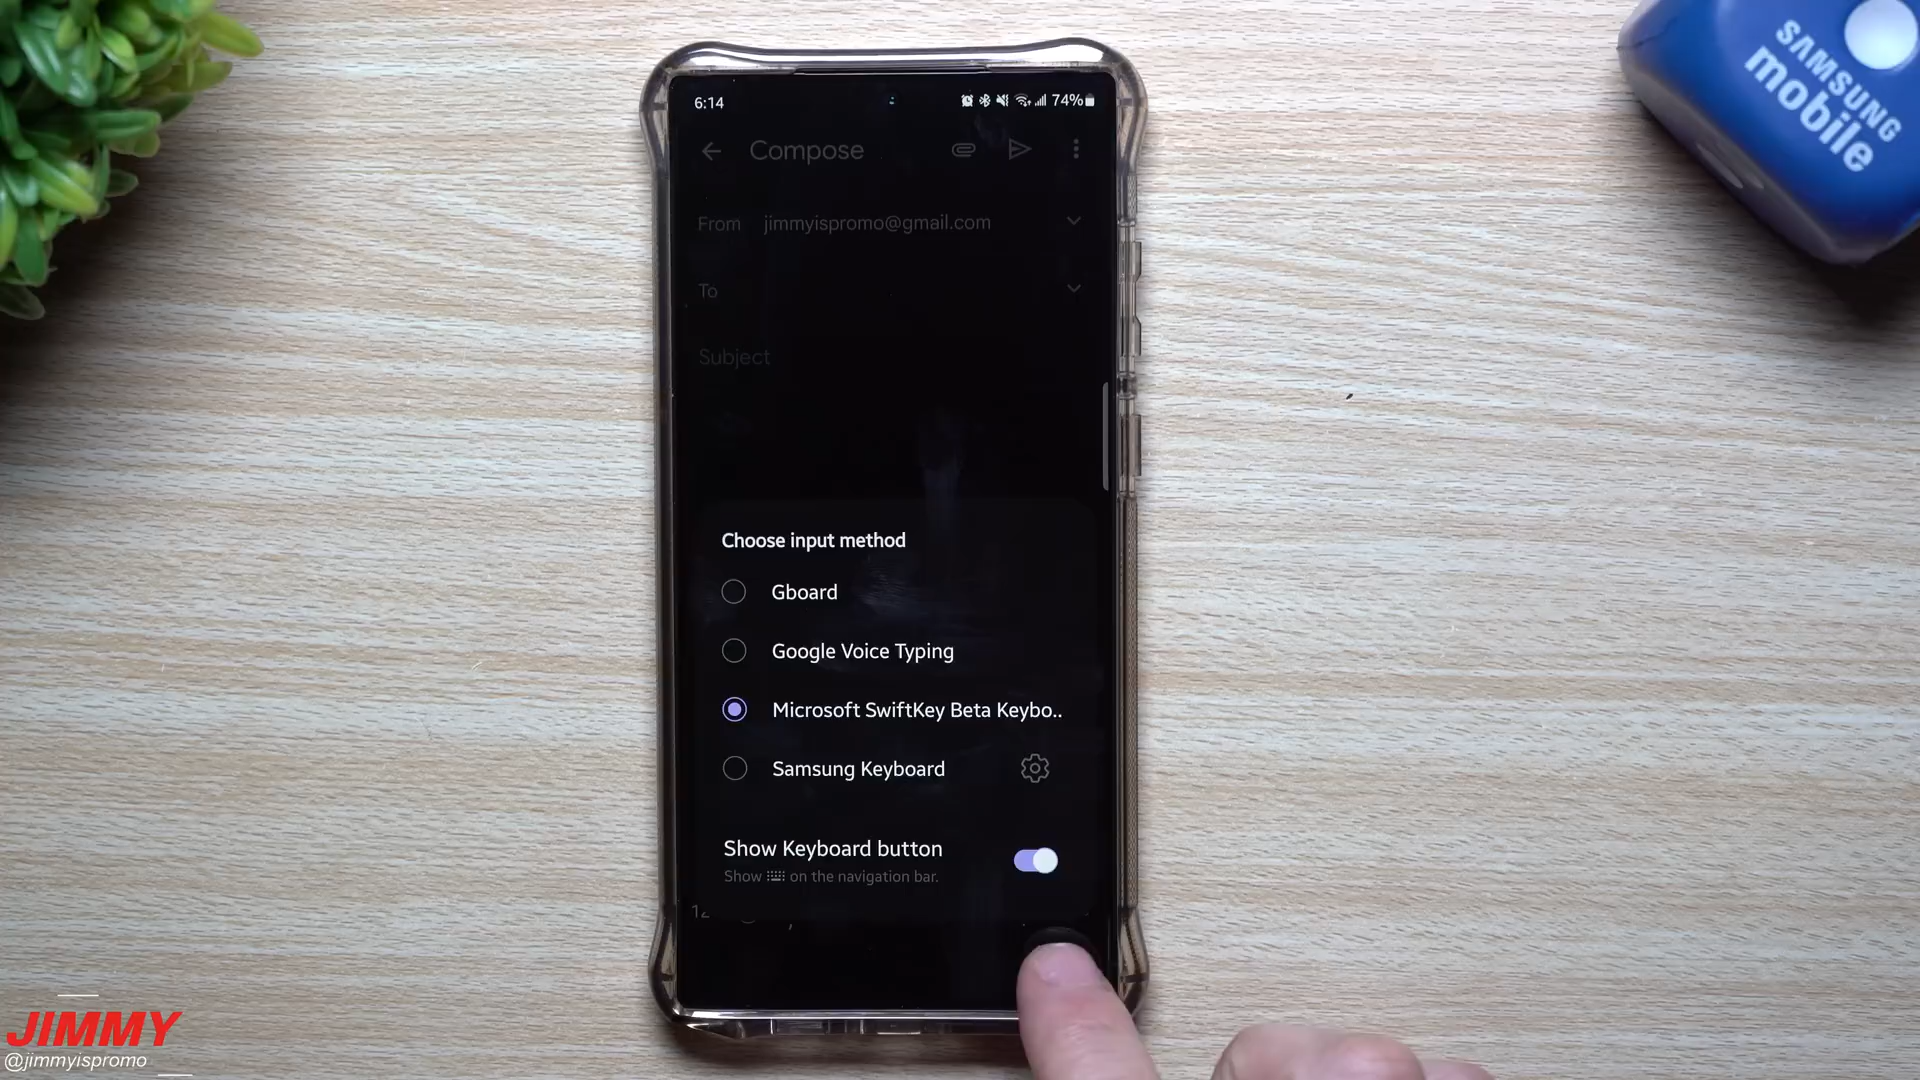 6:14
74%
Compose
From jimmyispromo@gmail.com
To
Subject
Choose input method
Gboard
Google Voice Typing
Microsoft SwiftKey Beta Keybo..
Samsung Keyboard
Show Keyboard button
Show on the navigation bar.
12
,
SAMSUNG
mobile
JIMMY
@jimmyispromo